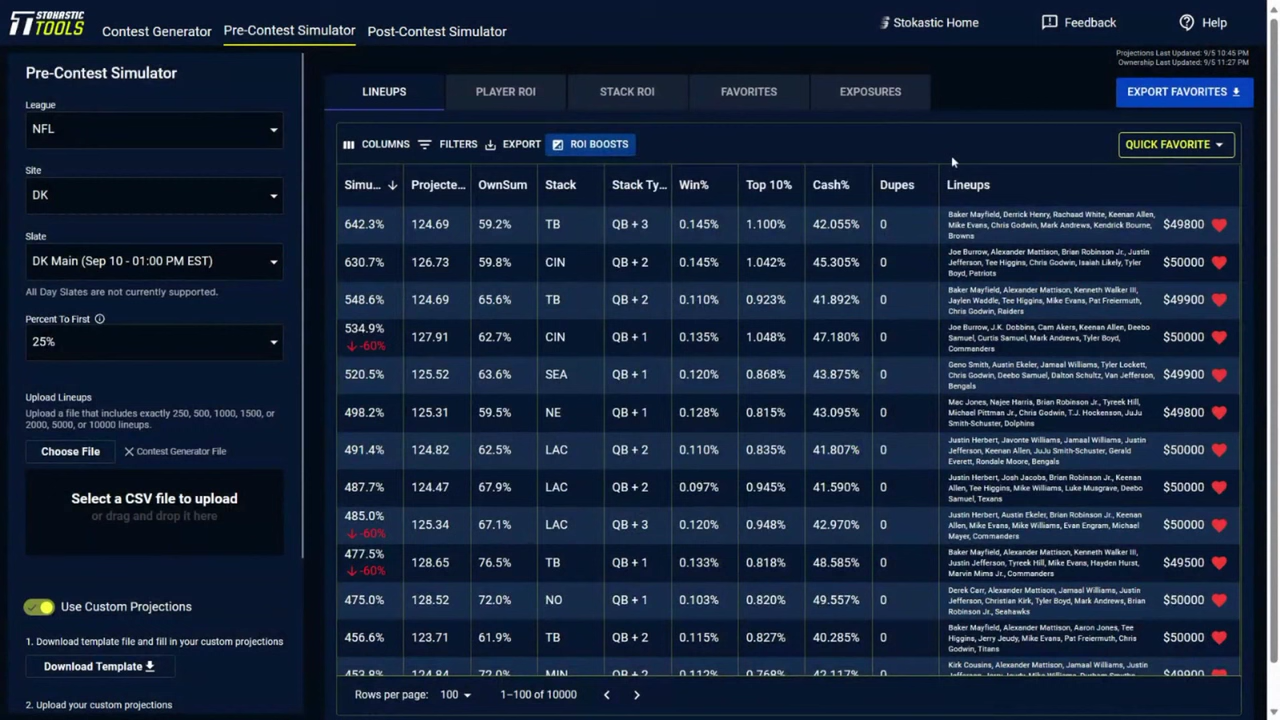 STOKASTIC
TOOLS
Contest Generator
Pre-Contest Simulator
Post-Contest Simulator
Stokastic Home
Feedback
Help
Projections Last Updated: 9/5 10:45 PM
Ownership Last Updated: 9/5 11:27 PM
Pre-Contest Simulator
League
NFL
Site
DK
Slate
DK Main (Sep 10 - 01:00 PM EST)
All Day Slates are not currently supported.
Percent To First
25%
Upload Lineups
Upload a file that includes exactly 250, 500, 1000, 1500, or
2000, 5000, or 10000 lineups.
Choose File
Contest Generator File
Select a CSV file to upload
or drag and drop it here
Use Custom Projections
1. Download template file and fill in your custom projections
Download Template
2. Upload your custom projections
LINEUPS
PLAYER ROI
STACK ROI
FAVORITES
EXPOSURES
EXPORT FAVORITES
COLUMNS
FILTERS
EXPORT
ROI BOOSTS
QUICK FAVORITE
Simu... Projecte... OwnSum Stack Stack Ty... Win% Top 10% Cash% Dupes Lineups
642.3% 124.69 59.2% TB QB + 3 0.145% 1.100% 42.055% 0
Baker Mayfield, Derrick Henry, Rachaad White, Keenan Allen,
Mike Evans, Chris Godwin, Mark Andrews, Kendrick Bourne,
Browns
$49800
630.7% 126.73 59.8% CIN QB + 2 0.145% 1.042% 45.305% 0
Joe Burrow, Alexander Mattison, Brian Robinson Jr., Justin
Jefferson, Tee Higgins, Chris Godwin, Isaiah Likely, Tyler
Boyd, Patriots
$50000
548.6% 124.69 65.6% TB QB + 2 0.110% 0.923% 41.892% 0
Baker Mayfield, Alexander Mattison, Kenneth Walker III,
Jaylen Waddle, Tee Higgins, Mike Evans, Pat Freiermuth,
Chris Godwin, Raiders
$49900
534.9% 127.91 62.7% CIN QB + 1 0.135% 1.048% 47.180% 0
-60%
Joe Burrow, J.K. Dobbins, Cam Akers, Keenan Allen, Deebo
Samuel, Curtis Samuel, Mark Andrews, Tyler Boyd,
Commanders
$50000
520.5% 125.52 63.6% SEA QB + 1 0.120% 0.868% 43.875% 0
Geno Smith, Austin Ekeler, Jamaal Williams, Tyler Lockett,
Chris Godwin, Deebo Samuel, Dalton Schultz, Van Jefferson,
Bengals
$49900
498.2% 125.31 59.5% NE QB + 1 0.128% 0.815% 43.095% 0
Mac Jones, Najee Harris, Brian Robinson Jr., Tyreek Hill,
Michael Pittman Jr., Chris Godwin, T.J. Hockenson, JuJu
Smith-Schuster, Dolphins
$49800
491.4% 124.82 62.5% LAC QB + 2 0.110% 0.835% 41.807% 0
Justin Herbert, Javonte Williams, Jamaal Williams, Justin
Jefferson, Keenan Allen, JuJu Smith-Schuster, Gerald
Everett, Rondale Moore, Bengals
$50000
487.7% 124.47 67.9% LAC QB + 2 0.097% 0.945% 41.590% 0
Justin Herbert, Josh Jacobs, Brian Robinson Jr., Keenan
Allen, Tee Higgins, Mike Williams, Luke Musgrave, Deebo
Samuel, Texans
$50000
485.0% 125.34 67.1% LAC QB + 3 0.120% 0.948% 42.970% 0
-60%
Justin Herbert, Austin Ekeler, Brian Robinson Jr., Keenan
Allen, Mike Evans, Mike Williams, Evan Engram, Michael
Mayer, Commanders
$50000
477.5% 128.65 76.5% TB QB + 1 0.133% 0.818% 48.585% 0
-60%
Baker Mayfield, Alexander Mattison, Kenneth Walker III,
Justin Jefferson, Tyreek Hill, Mike Evans, Hayden Hurst,
Marvin Mims Jr., Commanders
$49500
475.0% 128.52 72.0% NO QB + 1 0.103% 0.820% 49.557% 0
Derek Carr, Alexander Mattison, Jamaal Williams, Justin
Jefferson, Christian Kirk, Tyler Boyd, Mark Andrews, Brian
Robinson Jr., Seahawks
$50000
456.6% 123.71 61.9% TB QB + 2 0.115% 0.827% 40.285% 0
Baker Mayfield, Alexander Mattison, Aaron Jones, Tee
Higgins, Jerry Jeudy, Mike Evans, Pat Freiermuth, Chris
Godwin, Titans
$50000
453.8% 124.84 72.0% MIN QB + 1 0.112% 0.768% 42.117% 0
Kirk Cousins, Alexander Mattison, Jamaal Williams, Justin
$49900
Rows per page: 100 1–100 of 10000